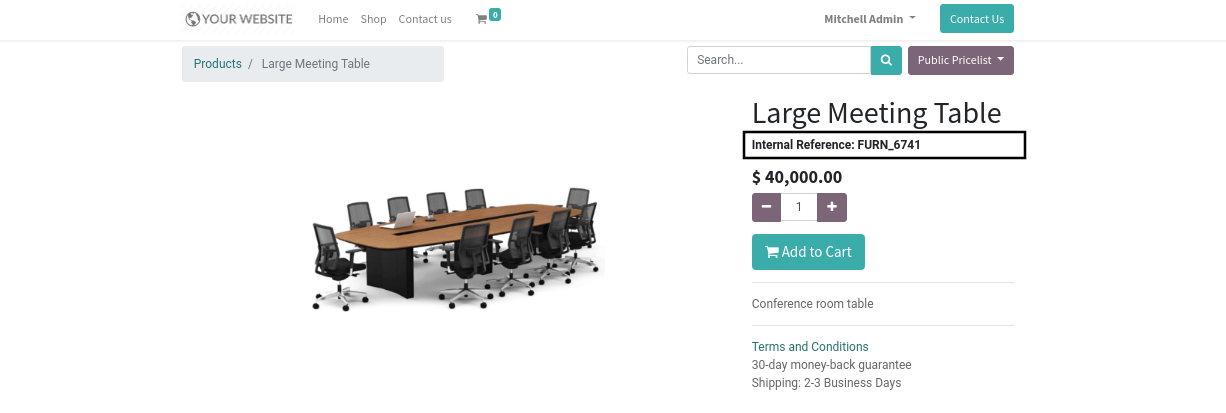 YOUR WEBSITE Home Shop Contact us 0 Mitchell Admin Contact Us
Products / Large Meeting Table Search... Public Pricelist
Large Meeting Table
Internal Reference: FURN_6741
$ 40,000.00
1
Add to Cart
Conference room table
Terms and Conditions
30-day money-back guarantee
Shipping: 2-3 Business Days